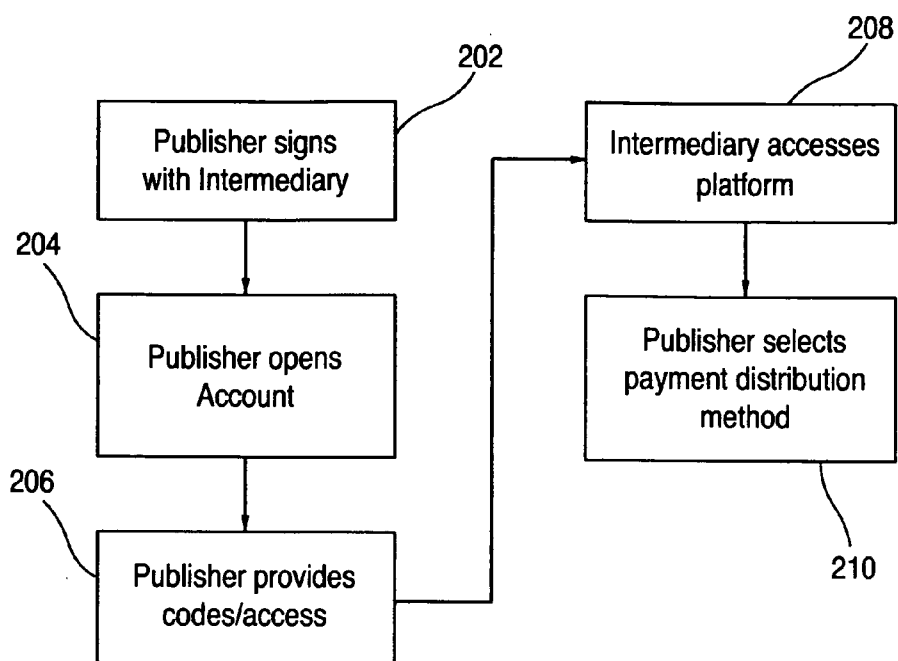 202
Publisher signs
with Intermediary
204
Publisher opens
Account
206
Publisher provides
codes/access
208
Intermediary accesses
platform
Publisher selects
payment distribution
method
210